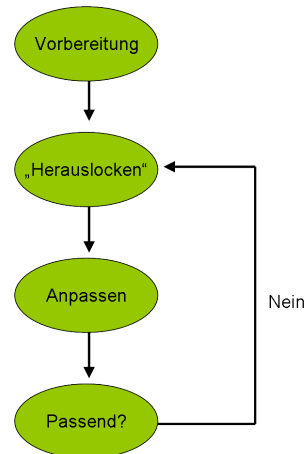 Vorbereitung
„Herauslocken“
Anpassen
Nein
Passend?